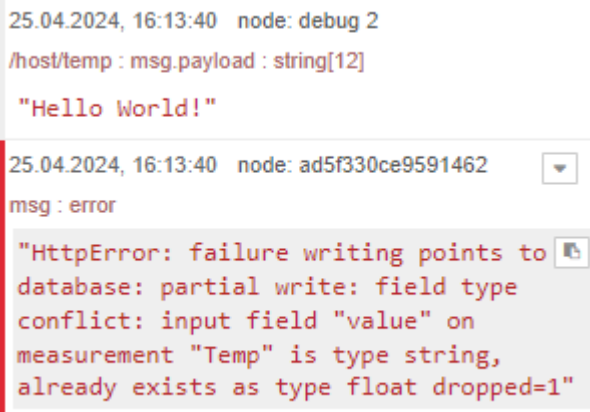 25.04.2024, 16:13:40 node: debug 2
/host/temp : msg.payload : string[12]
"Hello World!"
25.04.2024, 16:13:40 node: ad5f330ce9591462
msg : error
"HttpError: failure writing points to
database: partial write: field type
conflict: input field "value" on
measurement "Temp" is type string,
already exists as type float dropped=1"